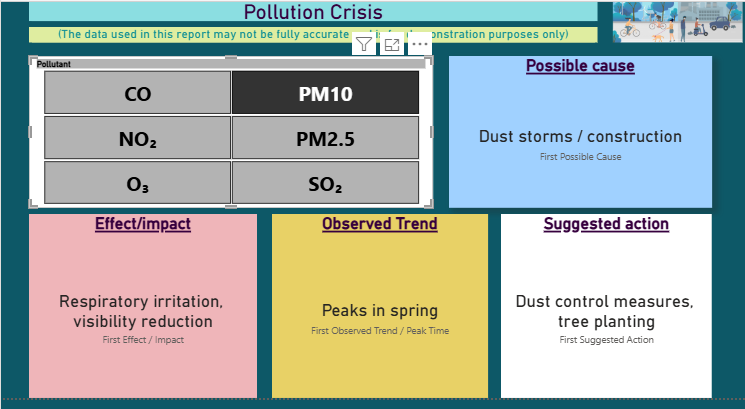 Pollution Crisis
(The data used in this report may not be fully accurate monstration purposes only)
Pollutant
CO
PM10
NO₂
PM2.5
O₃
SO₂
Possible cause
Dust storms / construction
First Possible Cause
Effect/impact
Respiratory irritation,
visibility reduction
First Effect / Impact
Observed Trend
Peaks in spring
First Observed Trend / Peak Time
Suggested action
Dust control measures,
tree planting
First Suggested Action